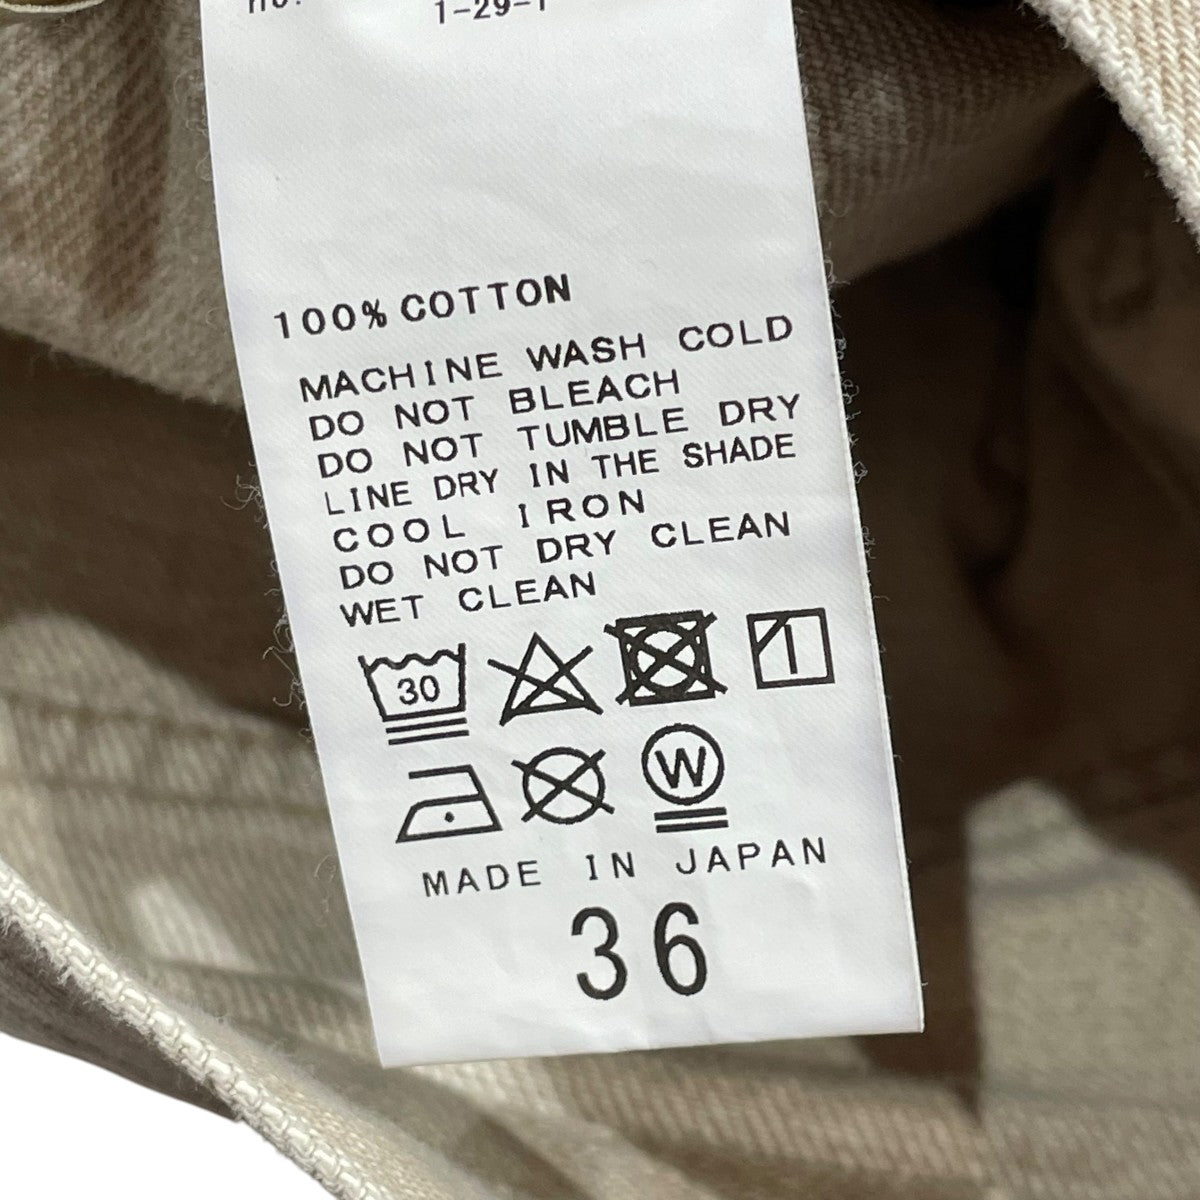 no.
1-29-1
100% COTTON
MACHINE WASH COLD
DO NOT BLEACH
DO NOT TUMBLE DRY
LINE DRY IN THE SHADE
COOL IRON
DO NOT DRY CLEAN
WET CLEAN
30
W
MADE IN JAPAN
36